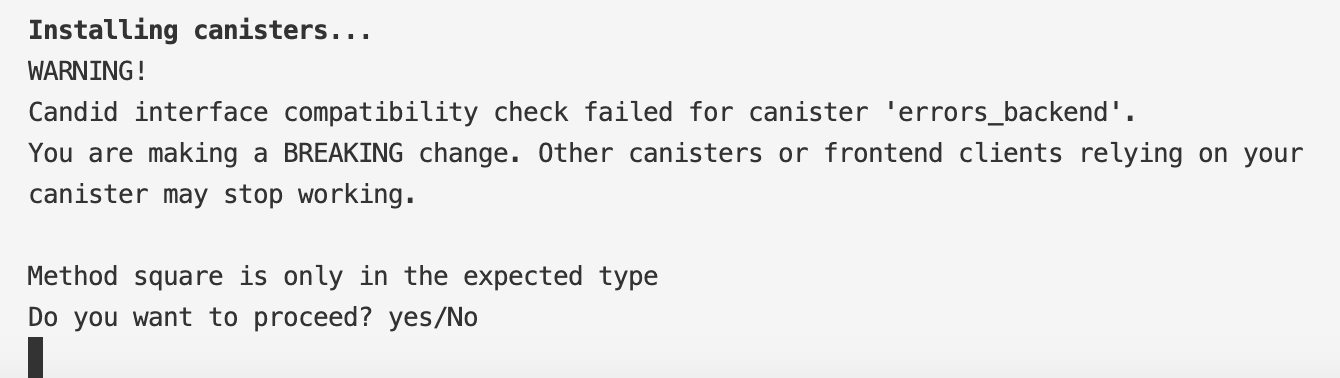 Installing canisters...
WARNING!
Candid interface compatibility check failed for canister 'errors_backend'.
You are making a BREAKING change. Other canisters or frontend clients relying on your
canister may stop working.

Method square is only in the expected type
Do you want to proceed? yes/No